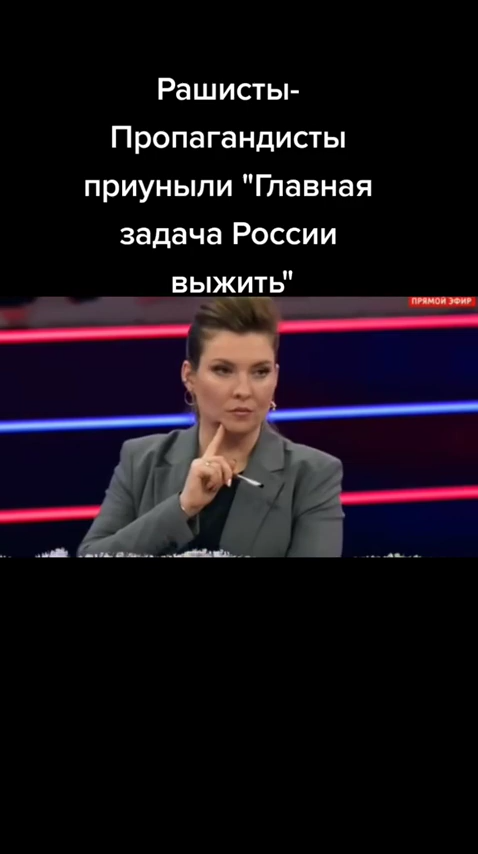 Рашисты-
Пропагандисты
приуныли "Главная
задача России
выжить"
ПРЯМОЙ ЭФИР